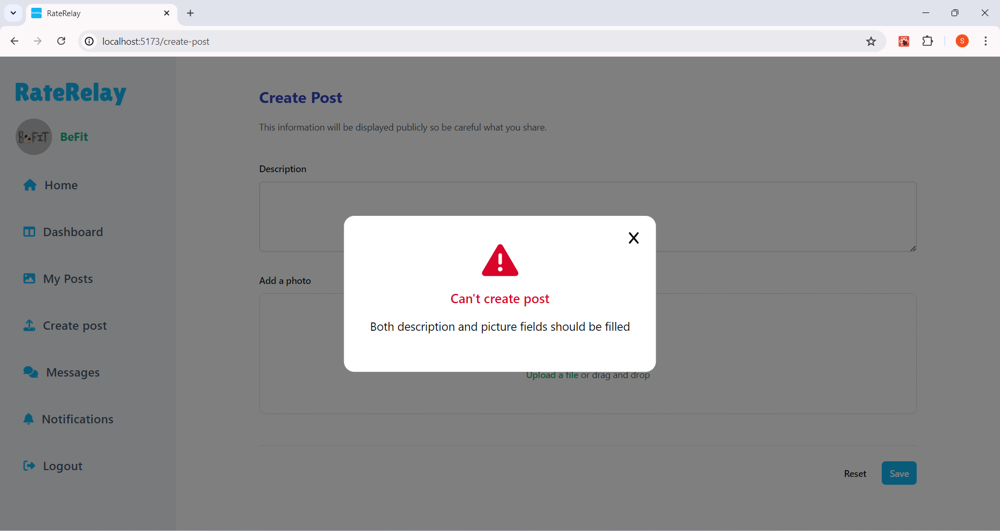 RateRelay
localhost:5173/create-post
S
RateRelay
BeFiT
BeFit
Home
Dashboard
My Posts
Create post
Messages
Notifications
Logout
Create Post
This information will be displayed publicly so be careful what you share.
Description
Add a photo
Can't create post
Both description and picture fields should be filled
Upload a file or drag and drop
Reset
Save